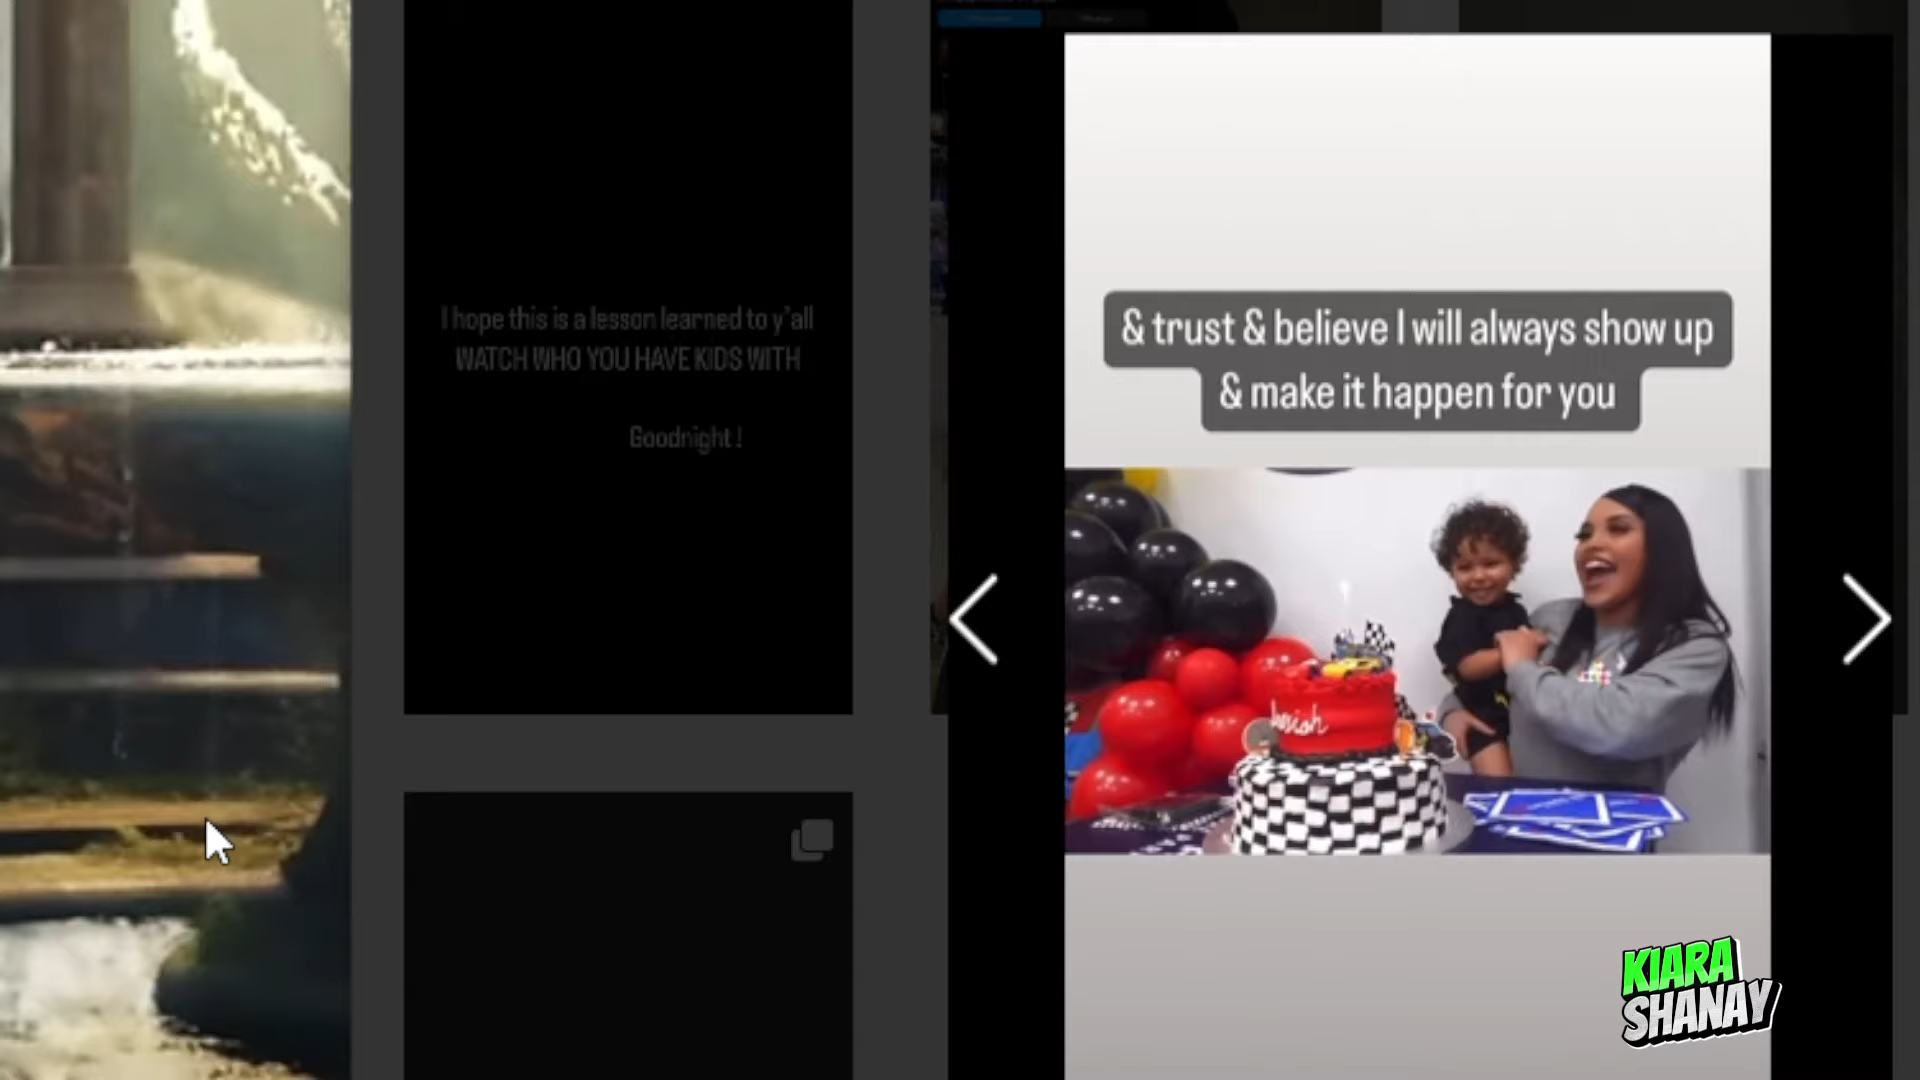 I hope this is a lesson learned to y'all
WATCH WHO YOU HAVE KIDS WITH
Goodnight !
& trust & believe I will always show up
& make it happen for you
KIARA
SHANAY